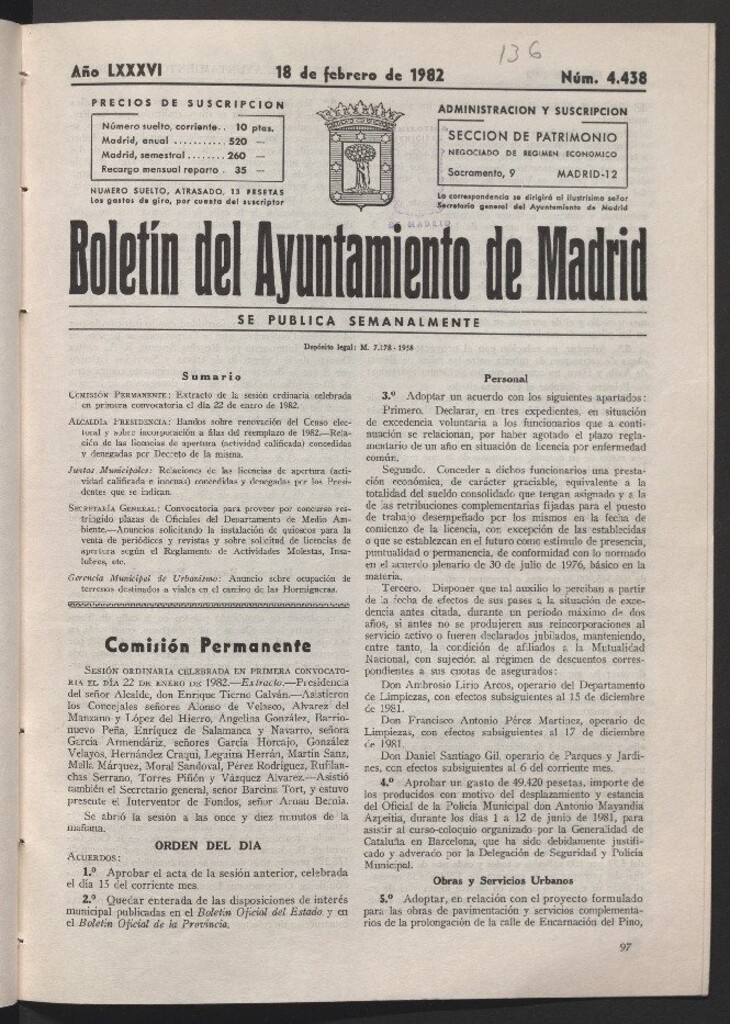 136
Año LXXXVI 18 de febrero de 1982 Núm. 4.438
PRECIOS DE SUSCRIPCION
Número suelto, corriente.. 10 ptas.
Madrid, anual ........... 520 —
Madrid, semestral ........ 260 —
Recargo mensual reparto . 35 —
NUMERO SUELTO, ATRASADO, 13 PESETAS
Los gastos de giro, por cuenta del suscriptor
ADMINISTRACION Y SUSCRIPCION
SECCION DE PATRIMONIO
NEGOCIADO DE REGIMEN ECONOMICO
Sacramento, 9 MADRID-12
La correspondencia se dirigirá al ilustrísimo señor
Secretario general del Ayuntamiento de Madrid
DE MADRID
Boletín del Ayuntamiento de Madrid
SE PUBLICA SEMANALMENTE
Depósito legal: M. 7.178 - 1958
Sumario
COMISIÓN PERMANENTE: Extracto de la sesión ordinaria celebrada
en primera convocatoria el día 22 de enero de 1982.
ALCALDÍA PRESIDENCIA: Bandos sobre renovación del Censo elec-
toral y sobre incorporación a filas del reemplazo de 1982.—Rela-
ción de las licencias de apertura (actividad calificada) concedidas
y denegadas por Decreto de la misma.
Juntas Municipales: Relaciones de las licencias de apertura (acti-
vidad calificada e inocuas) concedidas y denegadas por los Presi-
dentes que se indican.
SECRETARÍA GENERAL: Convocatoria para proveer por concurso res-
tringido plazas de Oficiales del Departamento de Medio Am-
biente.—Anuncios solicitando la instalación de quioscos para la
venta de periódicos y revistas y sobre solicitud de licencias de
apertura según el Reglamento de Actividades Molestas, Insa-
lubres, etc.
Gerencia Municipal de Urbanismo: Anuncio sobre ocupación de
terrenos destinados a viales en el camino de las Hormigueras.
Comisión Permanente
SESIÓN ORDINARIA CELEBRADA EN PRIMERA CONVOCATO-
RIA EL DÍA 22 DE ENERO DE 1982.—Extracto.—Presidencia
del señor Alcalde, don Enrique Tierno Galván.—Asistieron
los Concejales señores Alonso de Velasco, Alvarez del
Manzano y López del Hierro, Angelina González, Barrio-
nuevo Peña, Enríquez de Salamanca y Navarro, señora
García Armendáriz, señores García Horcajo, González
Velayos, Hernández Craqui, Leguina Herrán, Martín Sanz,
Mella Márquez, Moral Sandoval, Pérez Rodríguez, Rufilan-
chas Serrano, Torres Piñón y Vázquez Alvarez.—Asistió
también el Secretario general, señor Barcina Tort, y estuvo
presente el Interventor de Fondos, señor Arnau Bernia.
Se abrió la sesión a las once y diez minutos de la
mañana.
ORDEN DEL DIA
ACUERDOS:
1.º Aprobar el acta de la sesión anterior, celebrada
el día 15 del corriente mes.
2.º Quedar enterada de las disposiciones de interés
municipal publicadas en el Boletín Oficial del Estado y en
el Boletín Oficial de la Provincia.
Personal
3.º Adoptar un acuerdo con los siguientes apartados:
Primero. Declarar, en tres expedientes, en situación
de excedencia voluntaria a los funcionarios que a conti-
nuación se relacionan, por haber agotado el plazo regla-
mentario de un año en situación de licencia por enfermedad
común.
Segundo. Conceder a dichos funcionarios una presta-
ción económica, de carácter graciable, equivalente a la
totalidad del sueldo consolidado que tengan asignado y a la
de las retribuciones complementarias fijadas para el puesto
de trabajo desempeñado por los mismos en la fecha de
comienzo de la licencia, con excepción de las establecidas
o que se establezcan en el futuro como estímulo de presencia,
puntualidad o permanencia, de conformidad con lo normado
en el acuerdo plenario de 30 de julio de 1976, básico en la
materia.
Tercero. Disponer que tal auxilio lo perciban a partir
de la fecha de efectos de sus pases a la situación de exce-
dencia antes citada, durante un período máximo de dos
años, si antes no se produjeren sus reincorporaciones al
servicio activo o fueren declarados jubilados, manteniendo,
entre tanto, la condición de afiliados a la Mutualidad
Nacional, con sujeción al régimen de descuentos correspon-
dientes a sus cuotas de asegurados:
Don Ambrosio Lirio Arcos, operario del Departamento
de Limpiezas, con efectos subsiguientes al 15 de diciembre
de 1981.
Don Francisco Antonio Pérez Martínez, operario de
Limpiezas, con efectos subsiguientes al 17 de diciembre
de 1981.
Don Daniel Santiago Gil, operario de Parques y Jardi-
nes, con efectos subsiguientes al 6 del corriente mes.
4.º Aprobar un gasto de 49.420 pesetas, importe de
los producidos con motivo del desplazamiento y estancia
del Oficial de la Policía Municipal don Antonio Mayandía
Azpeitia, durante los días 1 a 12 de junio de 1981, para
asistir al curso-coloquio organizado por la Generalidad de
Cataluña en Barcelona, que ha sido debidamente justifi-
cado y adverado por la Delegación de Seguridad y Policía
Municipal.
Obras y Servicios Urbanos
5.º Adoptar, en relación con el proyecto formulado
para las obras de pavimentación y servicios complementa-
rios de la prolongación de la calle de Encarnación del Pino,
97